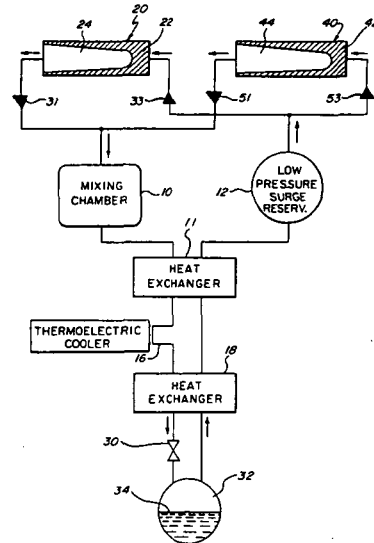 24 20 22 44 40
31 33 51 53
MIXING
CHAMBER
10
12
LOW
PRESSURE
SURGE
RESERV.
11
HEAT
EXCHANGER
THERMOELECTRIC
COOLER
16
18
HEAT
EXCHANGER
30
34
32